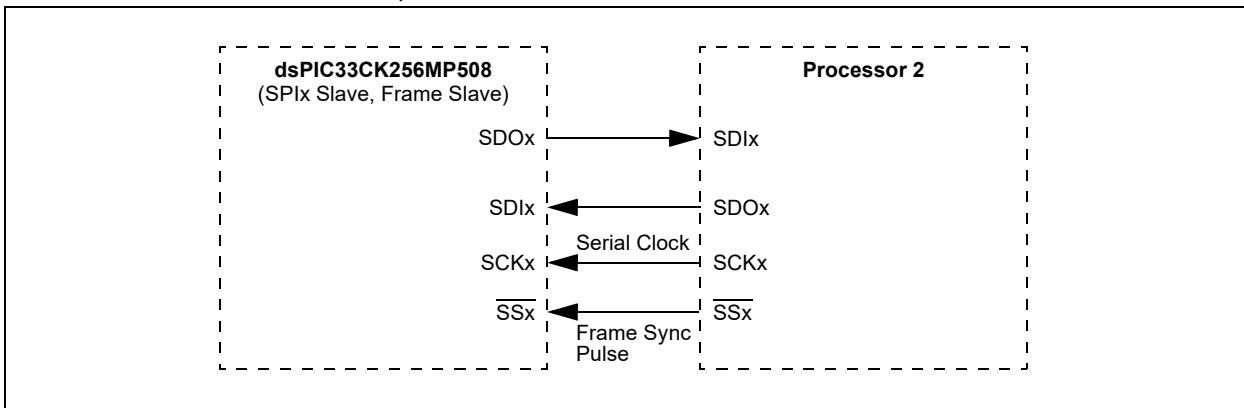 dsPIC33CK256MP508
(SPIx Slave, Frame Slave)
Processor 2
SDOx
SDIx
SDIx
SDOx
Serial Clock
SCKx
SCKx
SSx
SSx
Frame Sync
Pulse